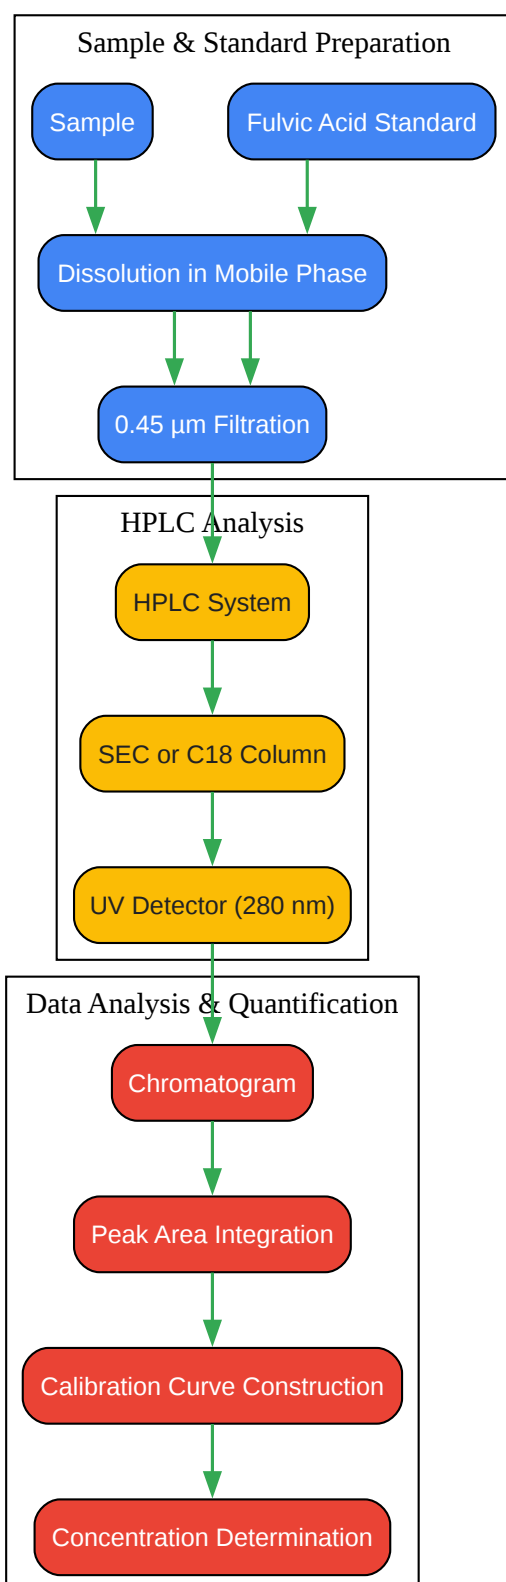 Sample & Standard Preparation
Sample
Fulvic Acid Standard
Dissolution in Mobile Phase
0.45 µm Filtration
HPLC Analysis
HPLC System
SEC or C18 Column
UV Detector (280 nm)
Data Analysis & Quantification
Chromatogram
Peak Area Integration
Calibration Curve Construction
Concentration Determination